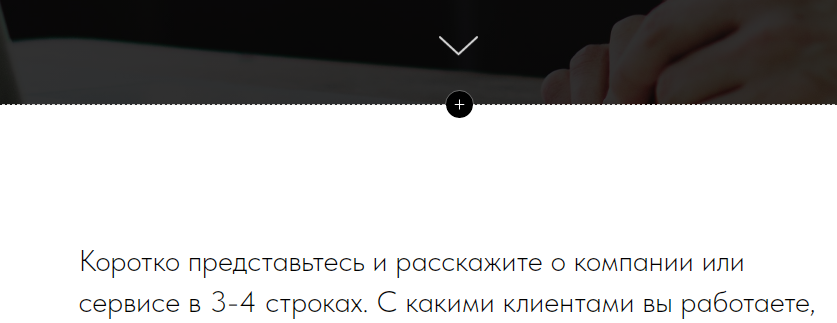 Коротко представьтесь и расскажите о компании или
сервисе в 3-4 строках. С какими клиентами вы работаете,